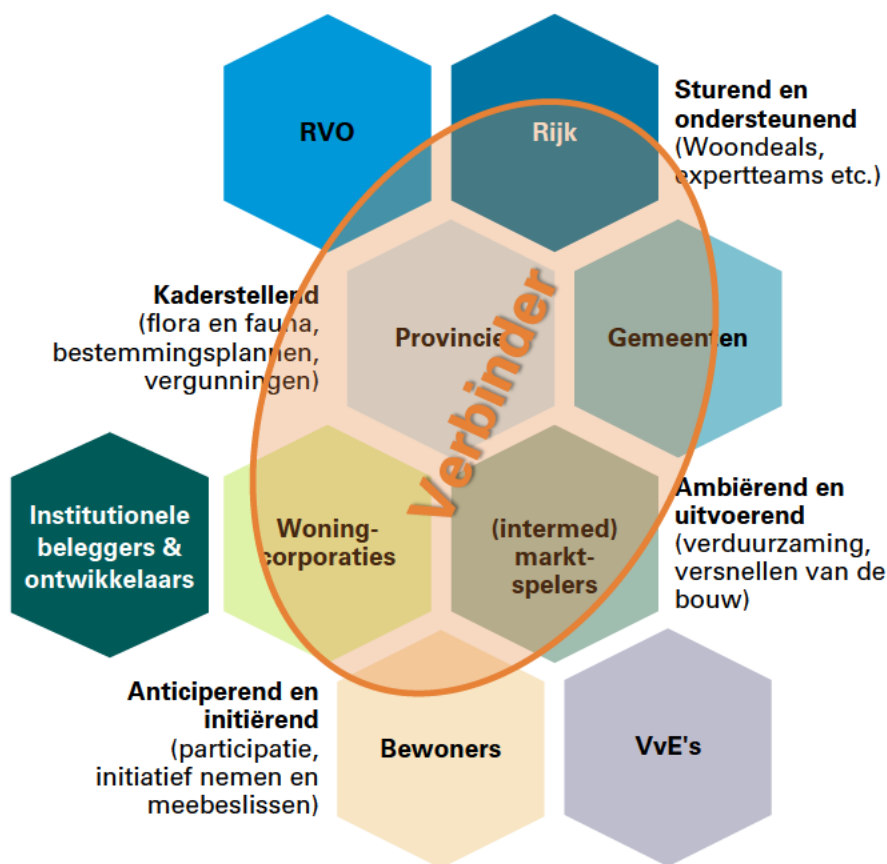 RVO
Rijk
Sturend en
ondersteunend
(Woondeals,
expertteams etc.)
Kaderstellend
(flora en fauna,
bestemmingsplannen,
vergunningen)
Provincie
Gemeenten
Verbinder
Institutionele
beleggers &
ontwikkelaars
Woning-
corporaties
(intermed)
markt-
spelers
Ambiërend en
uitvoerend
(verduurzaming,
versnellen van de
bouw)
Anticiperend en
initiërend
(participatie,
initiatief nemen en
meebeslissen)
Bewoners
VvE's